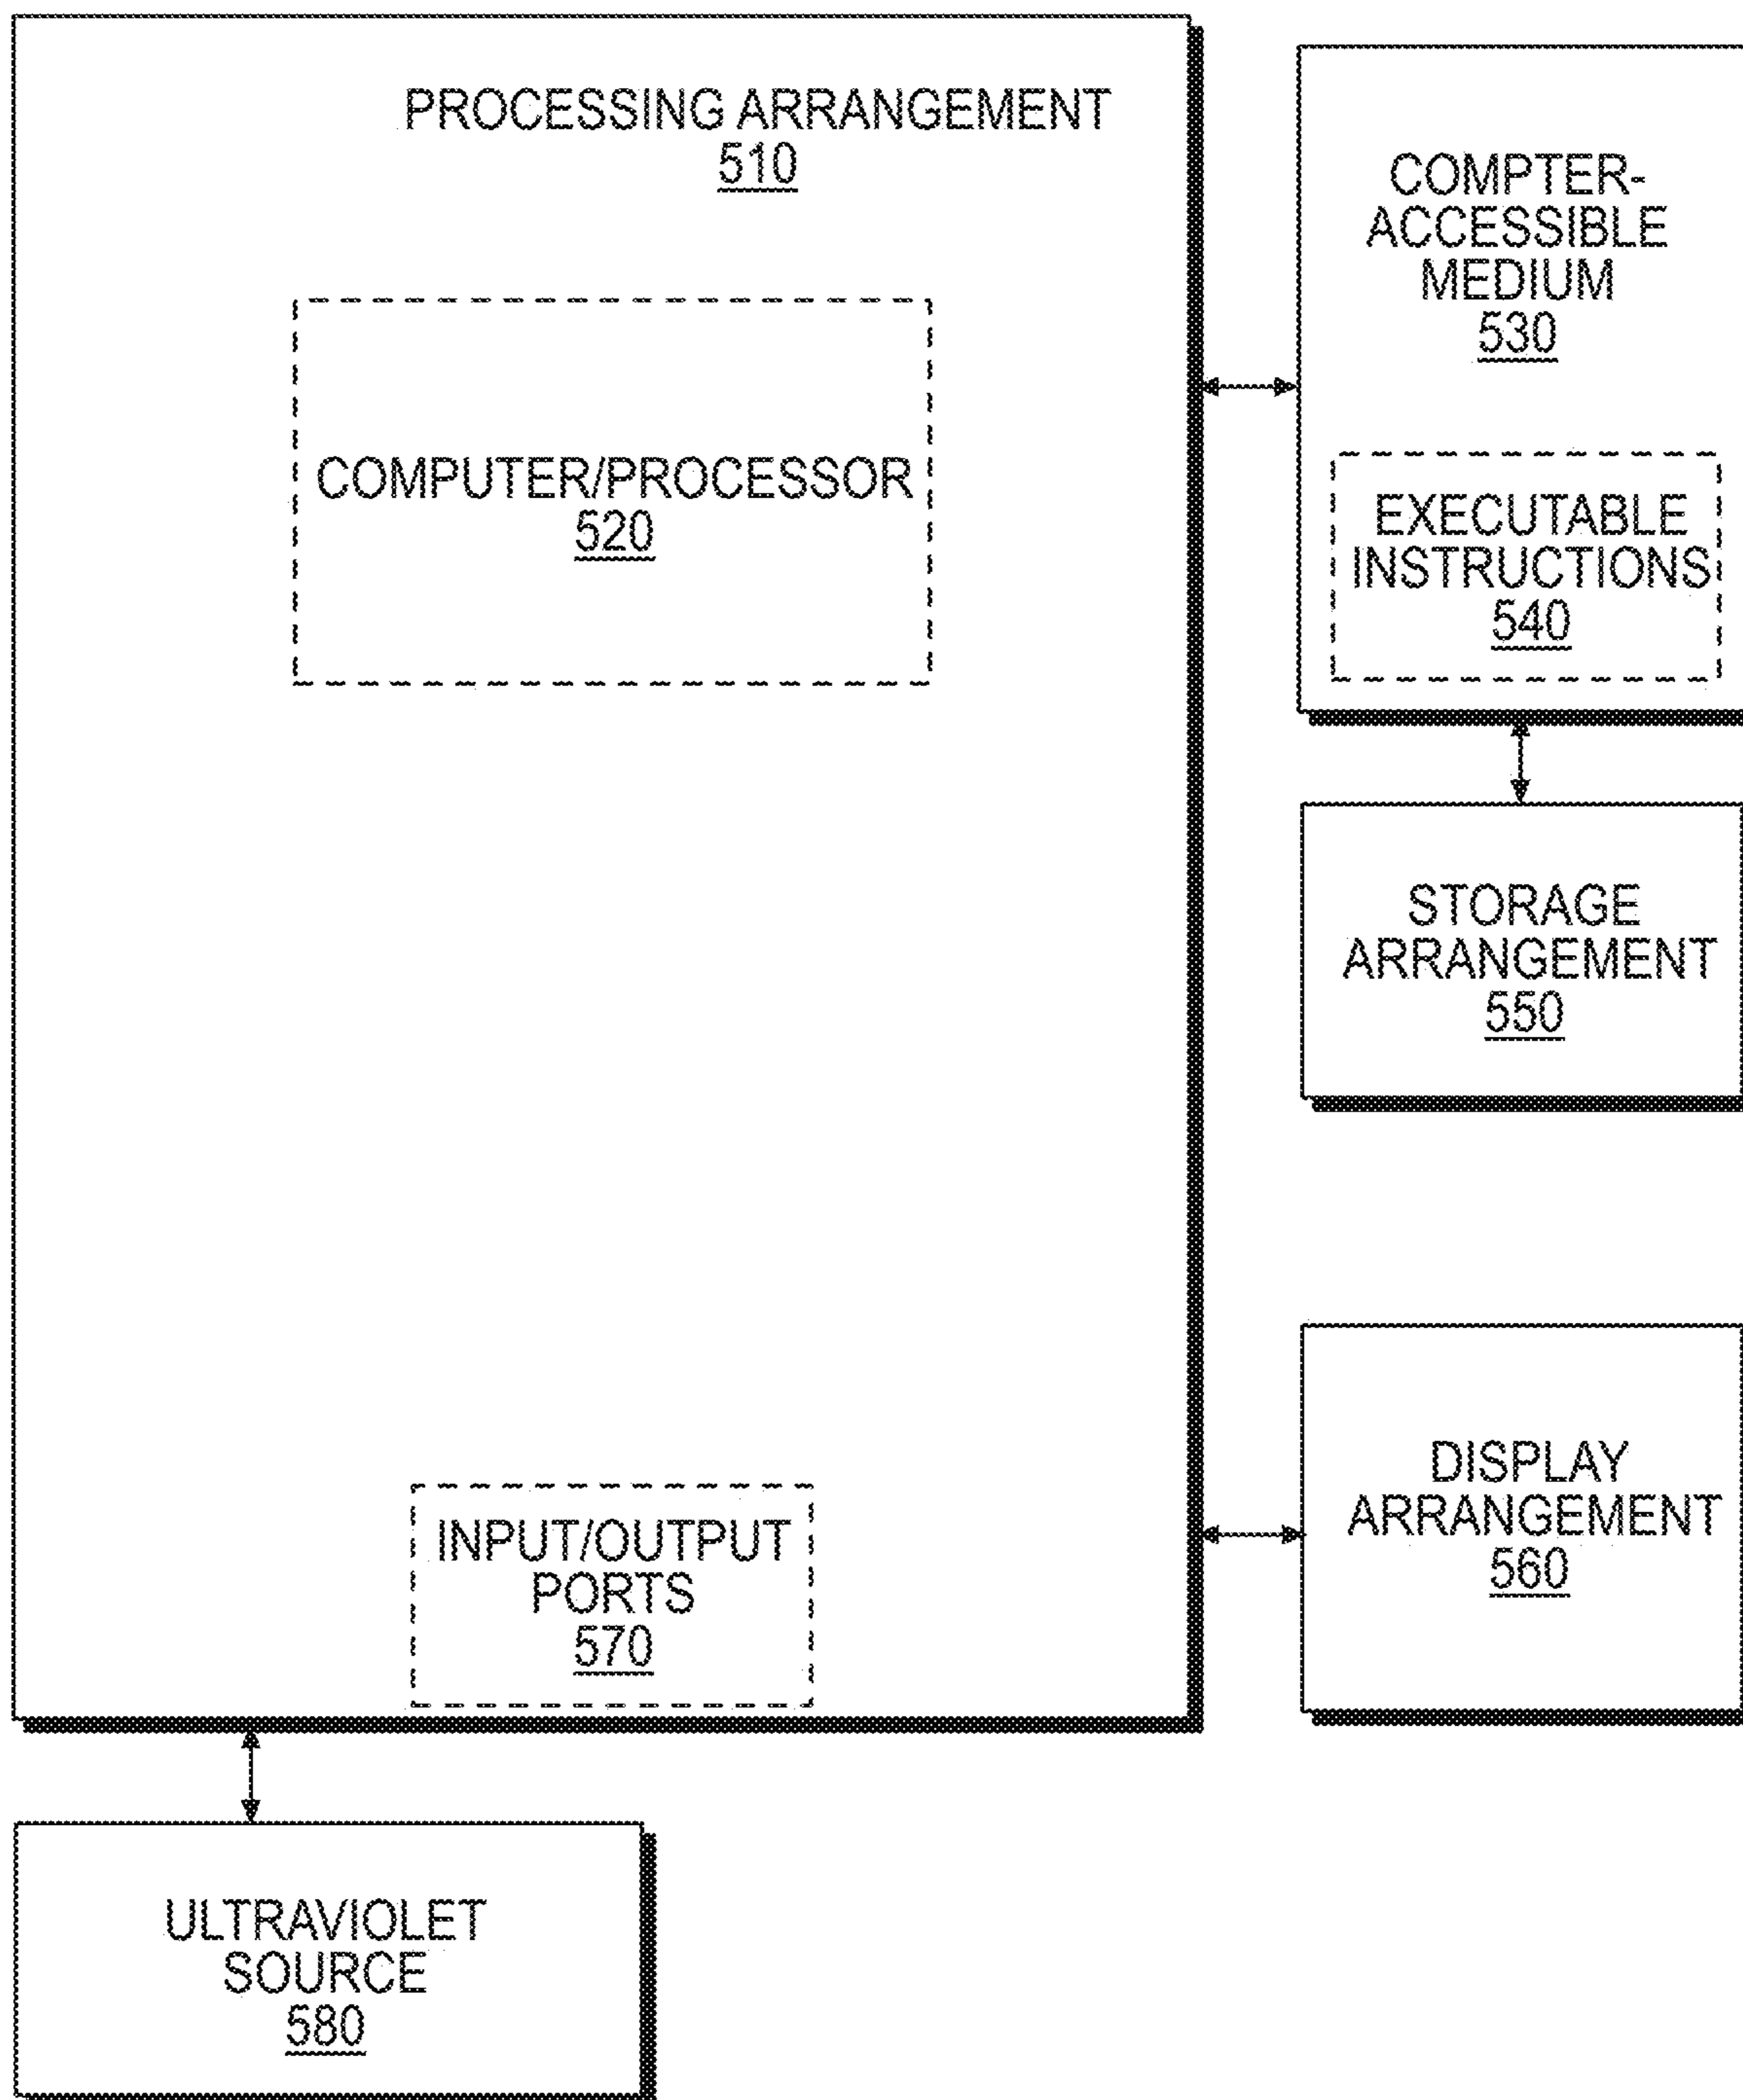 PROCESSING ARRANGEMENT
510
COMPUTER/PROCESSOR
520
COMPTER-
ACCESSIBLE
MEDIUM
530
EXECUTABLE
INSTRUCTIONS
540
STORAGE
ARRANGEMENT
550
DISPLAY
ARRANGEMENT
560
INPUT/OUTPUT
PORTS
570
ULTRAVIOLET
SOURCE
580